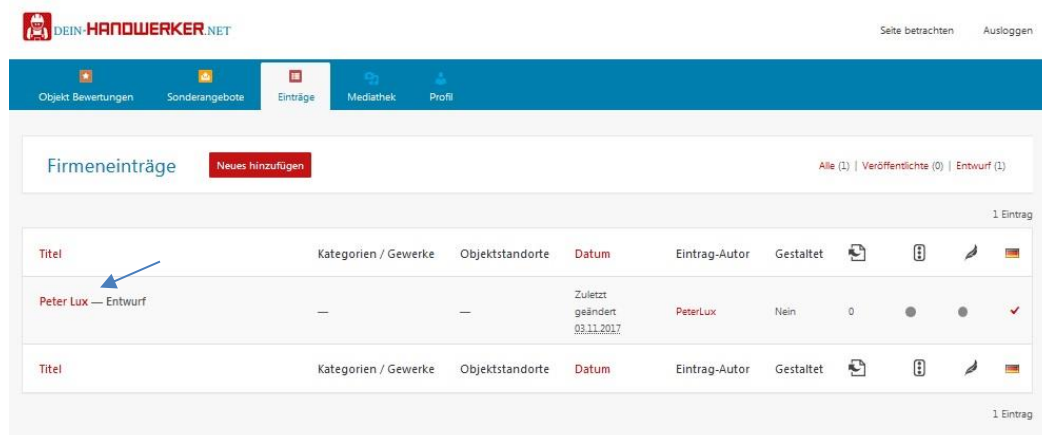 DEIN-HANDWERKER.NET
Seite betrachten Ausloggen
Objekt Bewertungen Sonderangebote Einträge Mediathek Profil
Firmeneinträge Neues hinzufügen Alle (1) | Veröffentlichte (0) | Entwurf (1)
1 Eintrag
Titel Kategorien / Gewerke Objektstandorte Datum Eintrag-Autor Gestaltet
Peter Lux — Entwurf — — Zuletzt
geändert
03.11.2017 PeterLux Nein 0
Titel Kategorien / Gewerke Objektstandorte Datum Eintrag-Autor Gestaltet
1 Eintrag